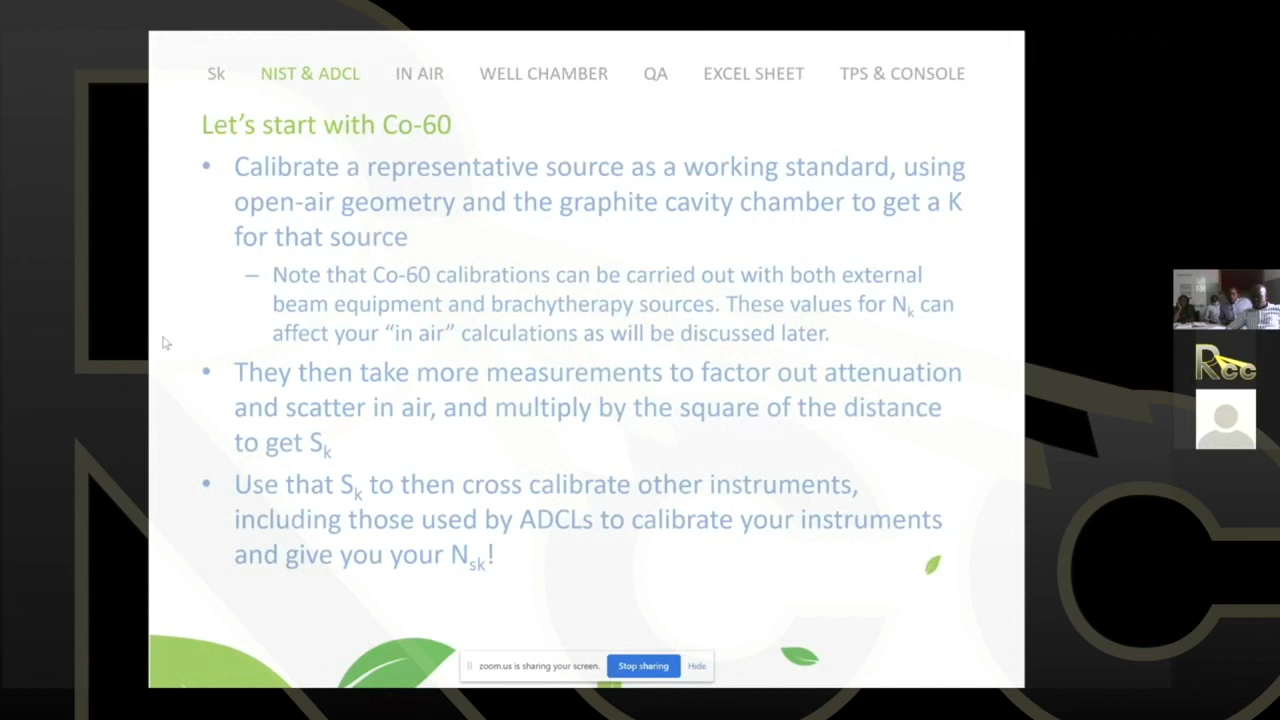 Sk NIST & ADCL IN AIR WELL CHAMBER QA EXCEL SHEET TPS & CONSOLE
Let's start with Co-60
• Calibrate a representative source as a working standard, using
open-air geometry and the graphite cavity chamber to get a K
for that source
– Note that Co-60 calibrations can be carried out with both external
beam equipment and brachytherapy sources. These values for Nk can
affect your “in air” calculations as will be discussed later.
• They then take more measurements to factor out attenuation
and scatter in air, and multiply by the square of the distance
to get Sk
• Use that Sk to then cross calibrate other instruments,
including those used by ADCLs to calibrate your instruments
and give you your Nsk!
zoom.us is sharing your screen. Stop sharing Hide
Rcc